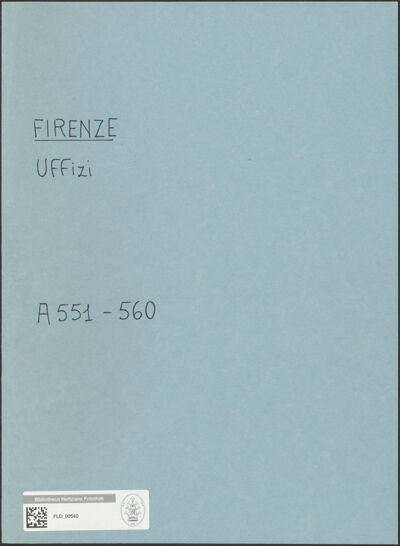 FIRENZE
Uffizi
A 551 - 560
Bibliotheca Hertziana Fotothek
FLD_00540